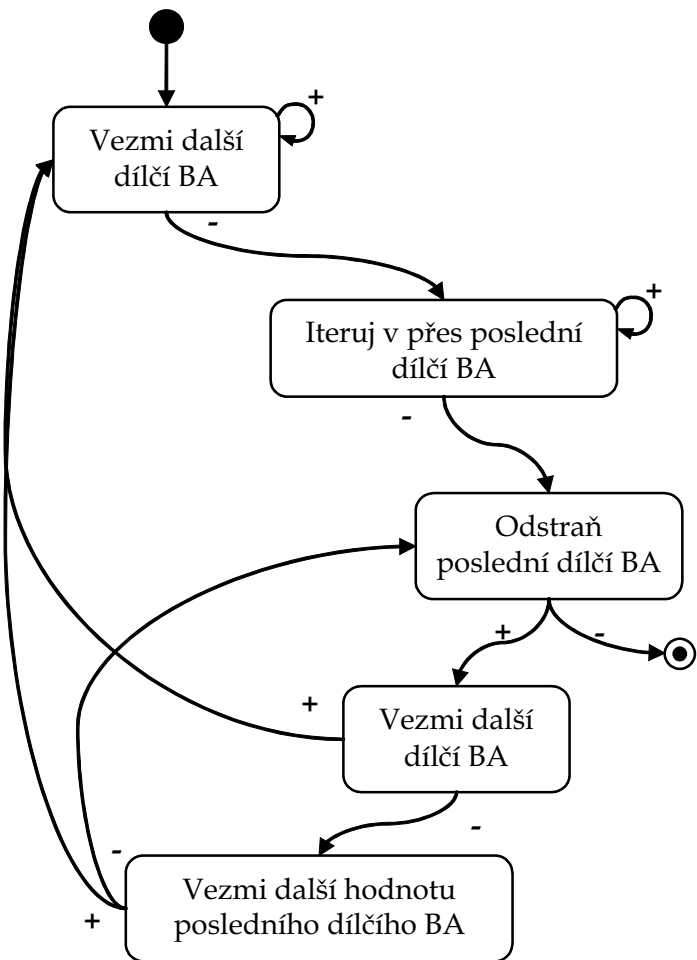 +
Vezmi další
dílčí BA
-
+
Iteruj v přes poslední
dílčí BA
-
Odstraň
poslední dílčí BA
+
-
+
Vezmi další
dílčí BA
-
-
Vezmi další hodnotu
posledního dílčího BA
+